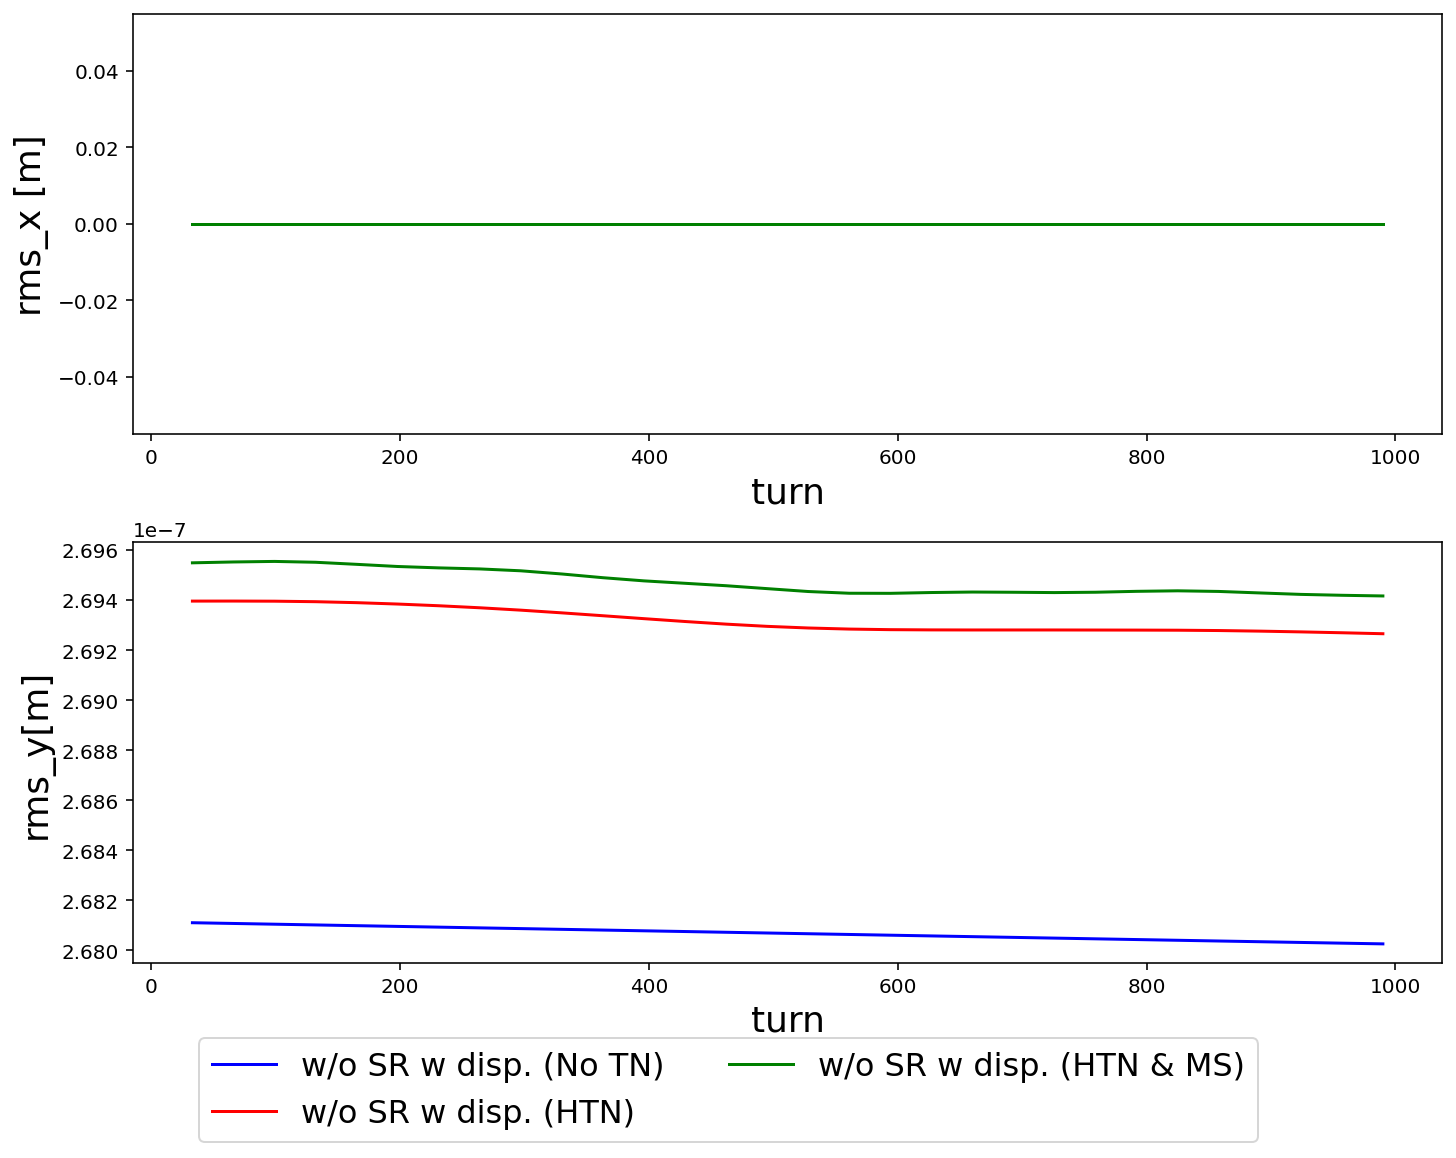 rms_x [m]
0.04
0.02
0.00
−0.02
−0.04
0 200 400 600 800 1000
turn
1e−7
rms_y[m]
2.696
2.694
2.692
2.690
2.688
2.686
2.684
2.682
2.680
0 200 400 600 800 1000
turn
w/o SR w disp. (No TN)
w/o SR w disp. (HTN)
w/o SR w disp. (HTN & MS)